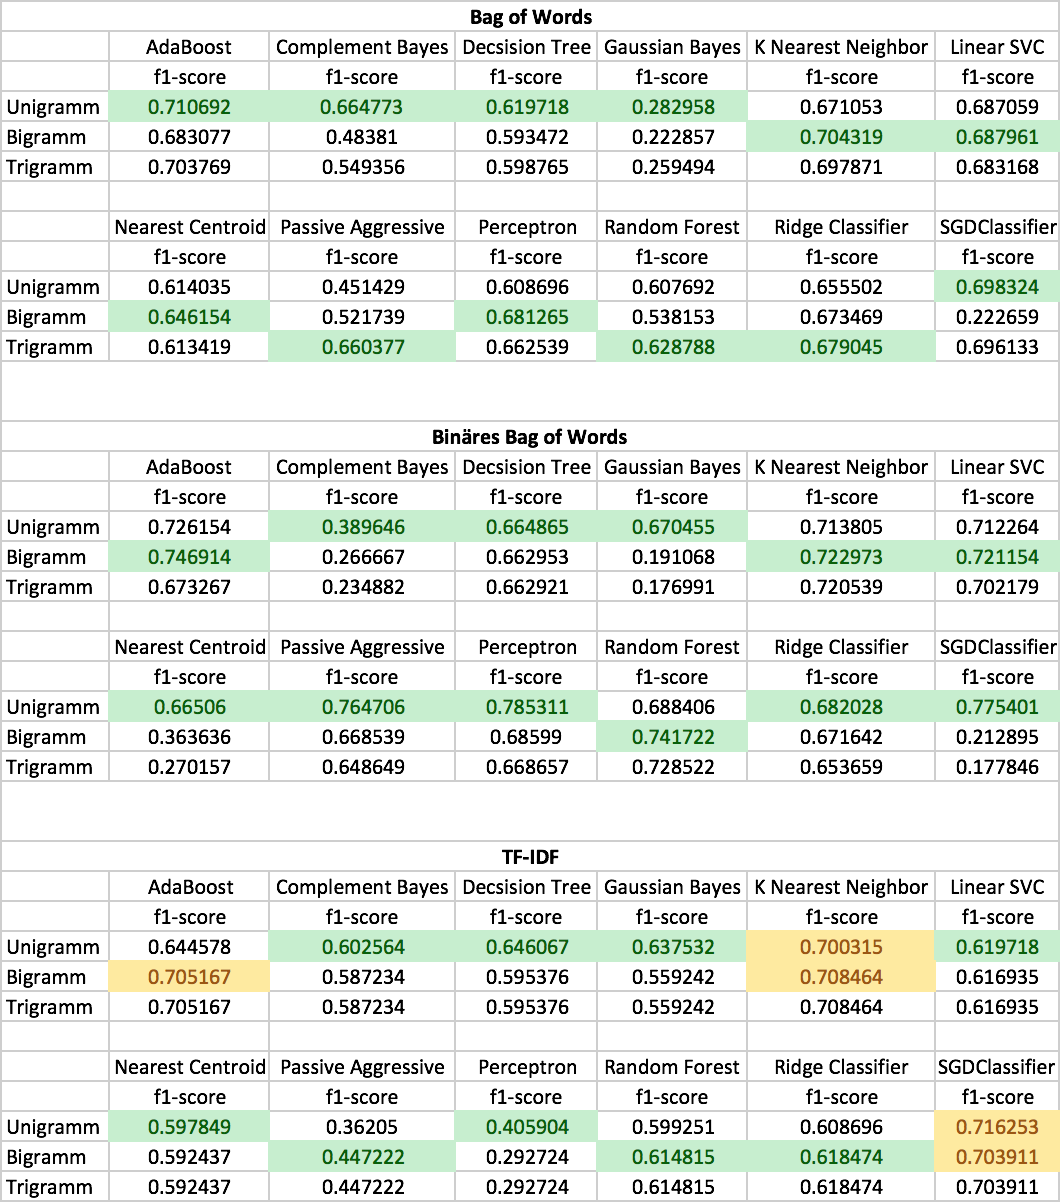 Bag of Words
AdaBoost Complement Bayes Decsision Tree Gaussian Bayes K Nearest Neighbor Linear SVC
f1-score f1-score f1-score f1-score f1-score f1-score
Unigramm 0.710692 0.664773 0.619718 0.282958 0.671053 0.687059
Bigramm 0.683077 0.48381 0.593472 0.222857 0.704319 0.687961
Trigramm 0.703769 0.549356 0.598765 0.259494 0.697871 0.683168
Nearest Centroid Passive Aggressive Perceptron Random Forest Ridge Classifier SGDClassifier
f1-score f1-score f1-score f1-score f1-score f1-score
Unigramm 0.614035 0.451429 0.608696 0.607692 0.655502 0.698324
Bigramm 0.646154 0.521739 0.681265 0.538153 0.673469 0.222659
Trigramm 0.613419 0.660377 0.662539 0.628788 0.679045 0.696133
Binäres Bag of Words
AdaBoost Complement Bayes Decsision Tree Gaussian Bayes K Nearest Neighbor Linear SVC
f1-score f1-score f1-score f1-score f1-score f1-score
Unigramm 0.726154 0.389646 0.664865 0.670455 0.713805 0.712264
Bigramm 0.746914 0.266667 0.662953 0.191068 0.722973 0.721154
Trigramm 0.673267 0.234882 0.662921 0.176991 0.720539 0.702179
Nearest Centroid Passive Aggressive Perceptron Random Forest Ridge Classifier SGDClassifier
f1-score f1-score f1-score f1-score f1-score f1-score
Unigramm 0.66506 0.764706 0.785311 0.688406 0.682028 0.775401
Bigramm 0.363636 0.668539 0.68599 0.741722 0.671642 0.212895
Trigramm 0.270157 0.648649 0.668657 0.728522 0.653659 0.177846
TF-IDF
AdaBoost Complement Bayes Decsision Tree Gaussian Bayes K Nearest Neighbor Linear SVC
f1-score f1-score f1-score f1-score f1-score f1-score
Unigramm 0.644578 0.602564 0.646067 0.637532 0.700315 0.619718
Bigramm 0.705167 0.587234 0.595376 0.559242 0.708464 0.616935
Trigramm 0.705167 0.587234 0.595376 0.559242 0.708464 0.616935
Nearest Centroid Passive Aggressive Perceptron Random Forest Ridge Classifier SGDClassifier
f1-score f1-score f1-score f1-score f1-score f1-score
Unigramm 0.597849 0.36205 0.405904 0.599251 0.608696 0.716253
Bigramm 0.592437 0.447222 0.292724 0.614815 0.618474 0.703911
Trigramm 0.592437 0.447222 0.292724 0.614815 0.618474 0.703911